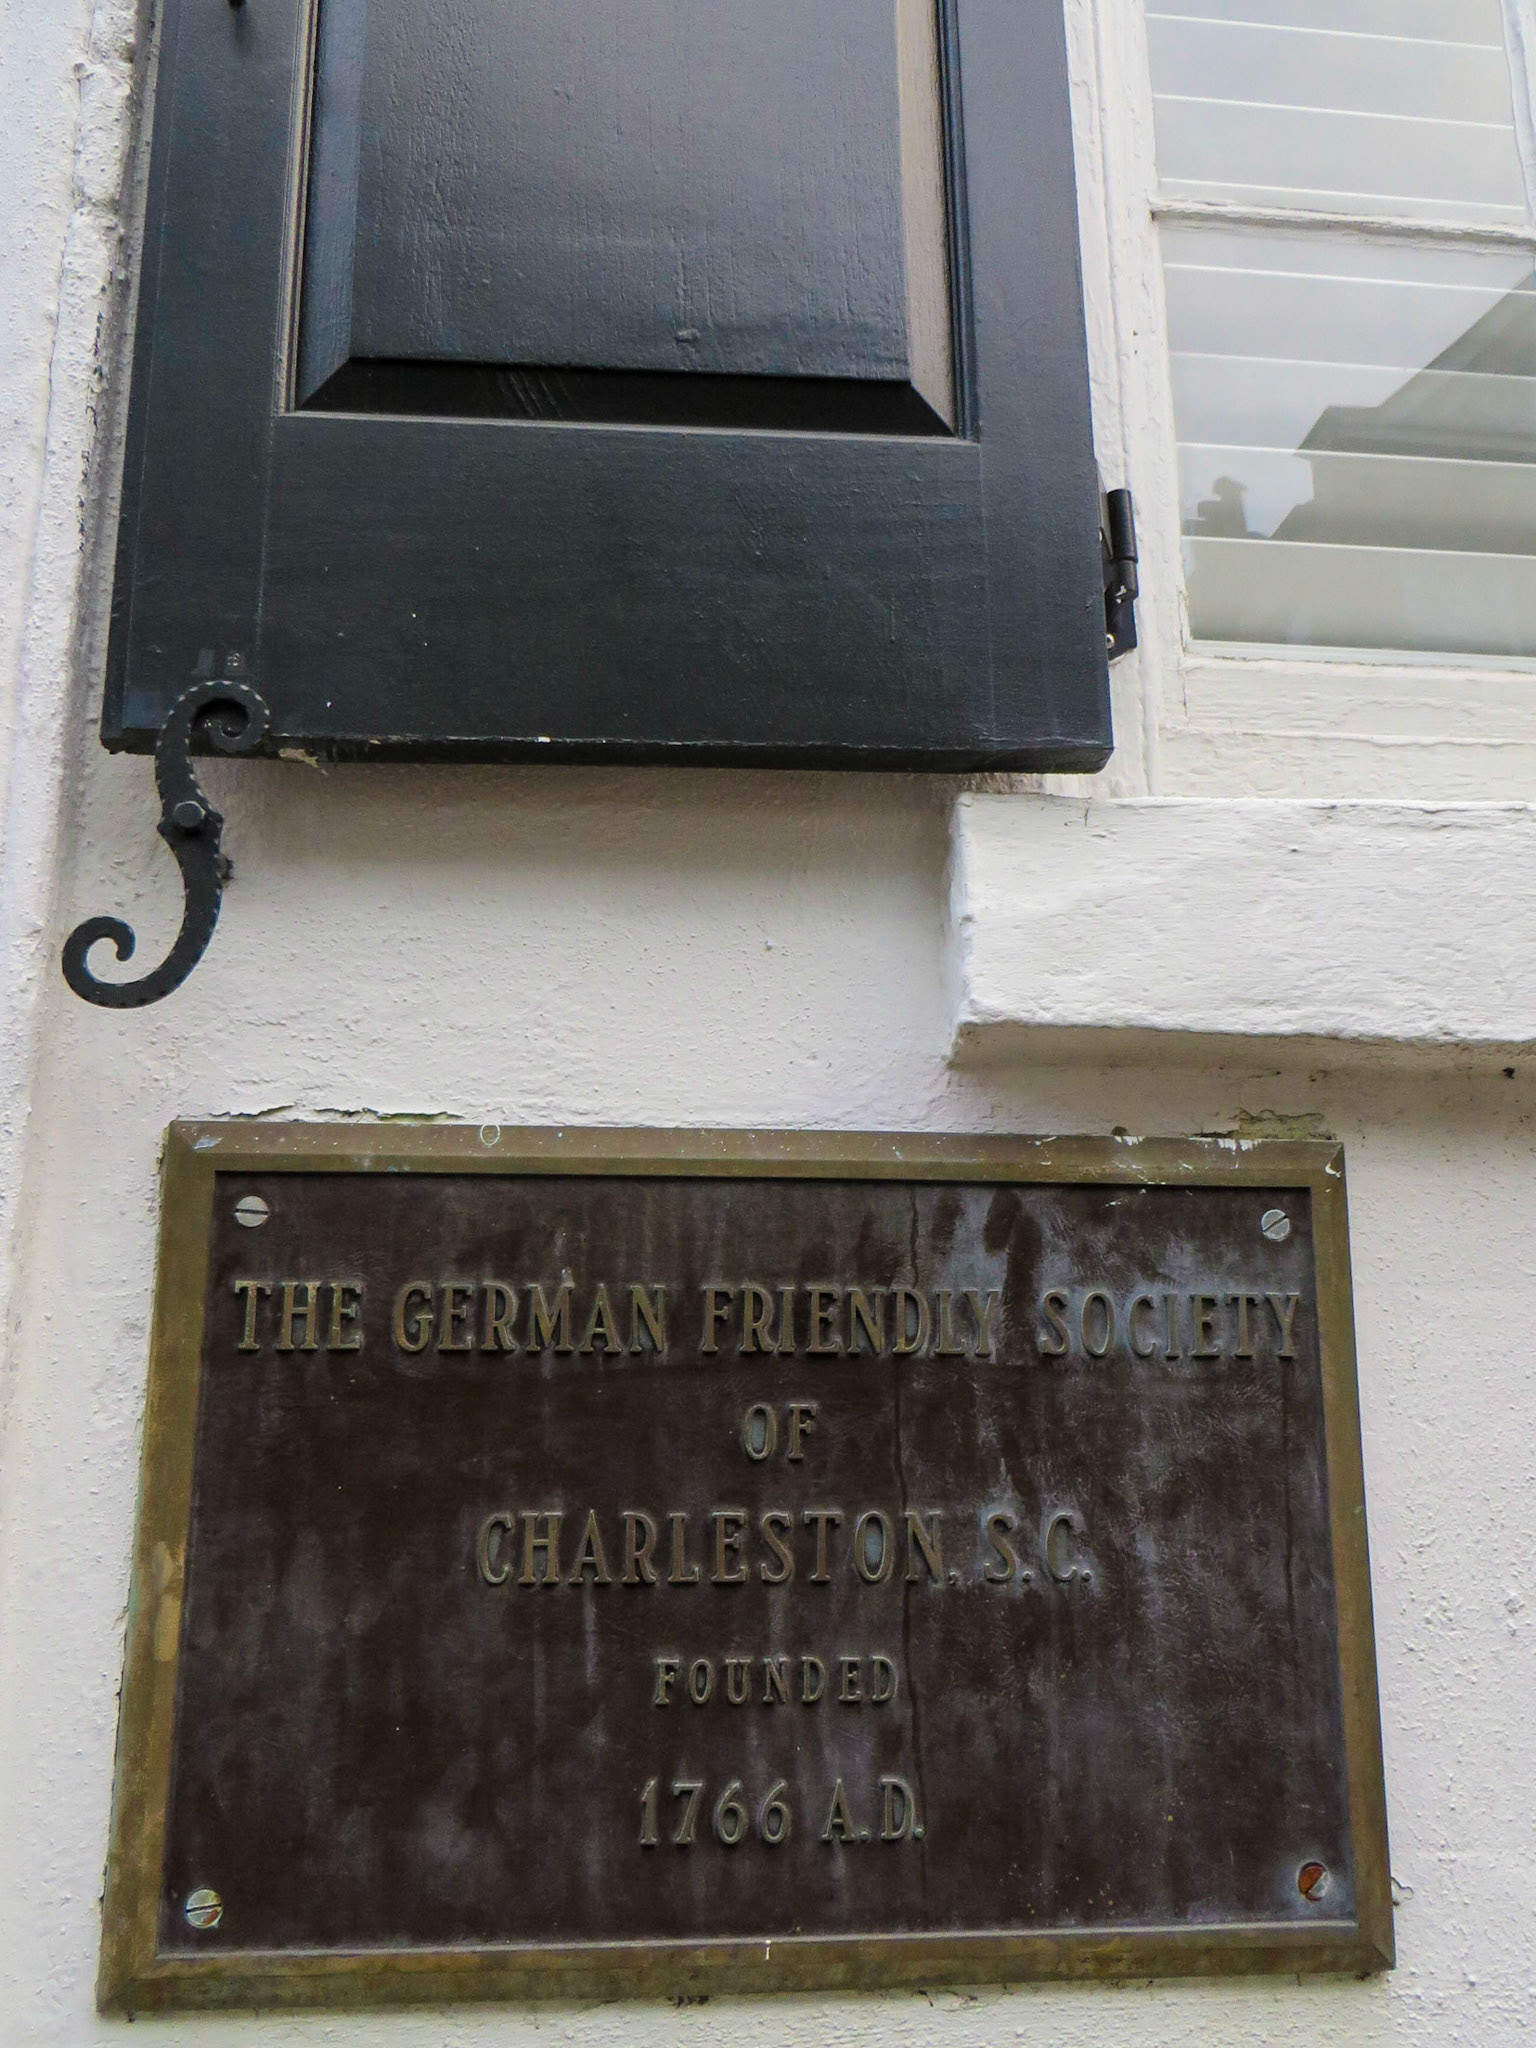 THE GERMAN FRIENDLY SOCIETY
OF
CHARLESTON, S.C.
FOUNDED
1766 A.D.